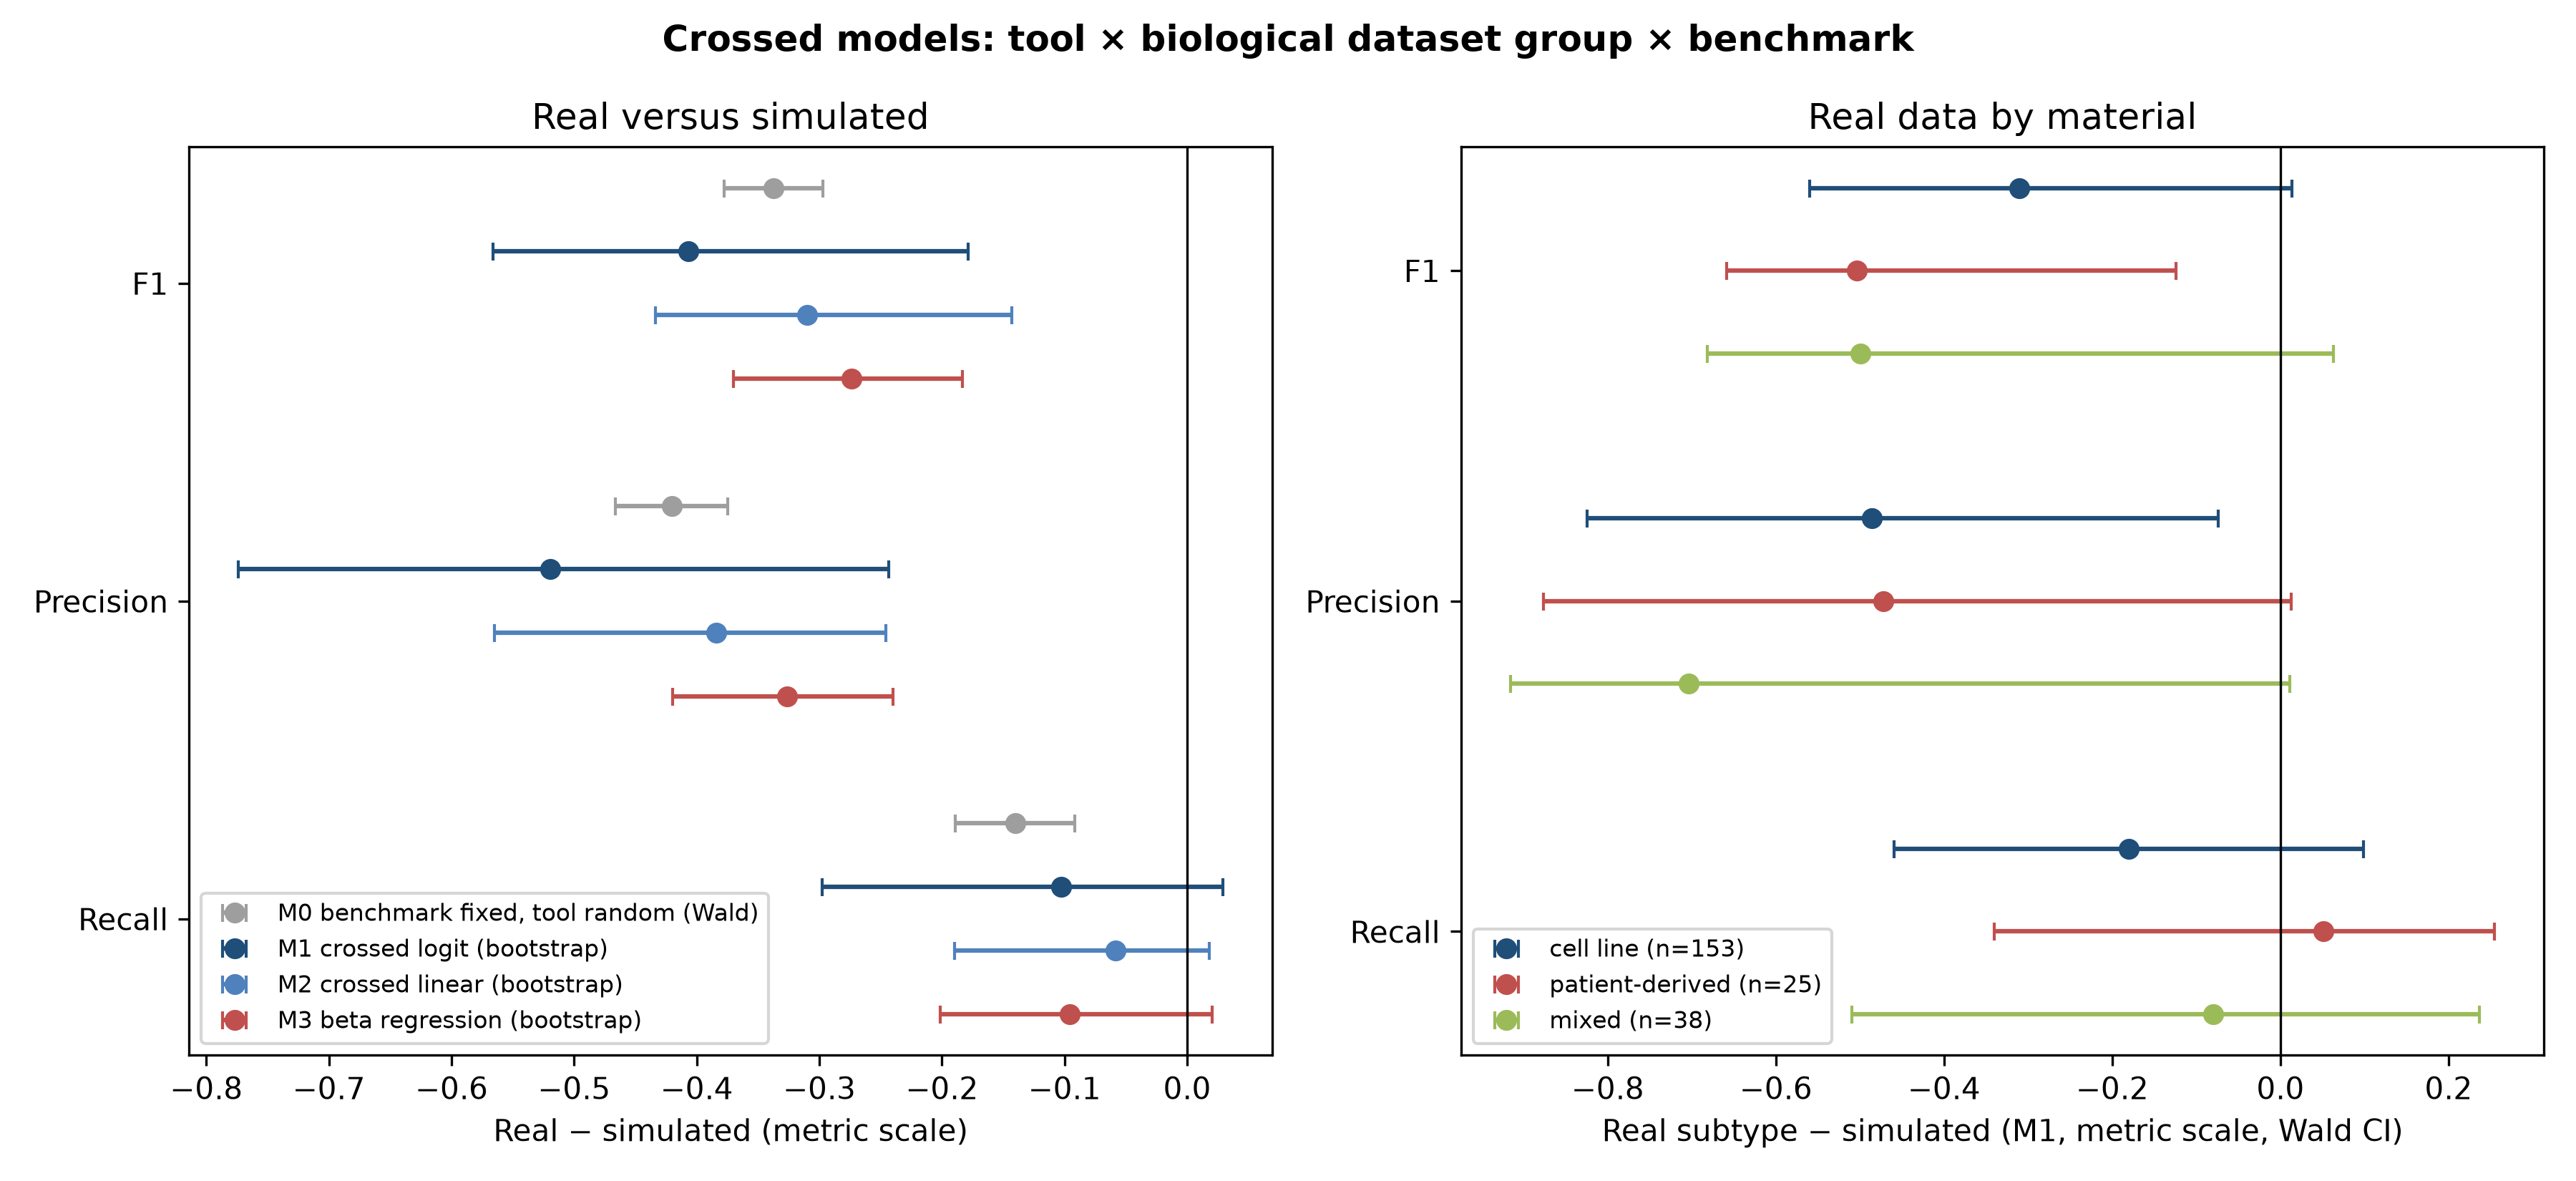 Crossed models: tool × biological dataset group × benchmark
Real versus simulated
F1
Precision
Recall
M0 benchmark fixed, tool random (Wald)
M1 crossed logit (bootstrap)
M2 crossed linear (bootstrap)
M3 beta regression (bootstrap)
−0.8 −0.7 −0.6 −0.5 −0.4 −0.3 −0.2 −0.1 0.0
Real − simulated (metric scale)
Real data by material
F1
Precision
Recall
cell line (n=153)
patient-derived (n=25)
mixed (n=38)
−0.8 −0.6 −0.4 −0.2 0.0 0.2
Real subtype − simulated (M1, metric scale, Wald CI)